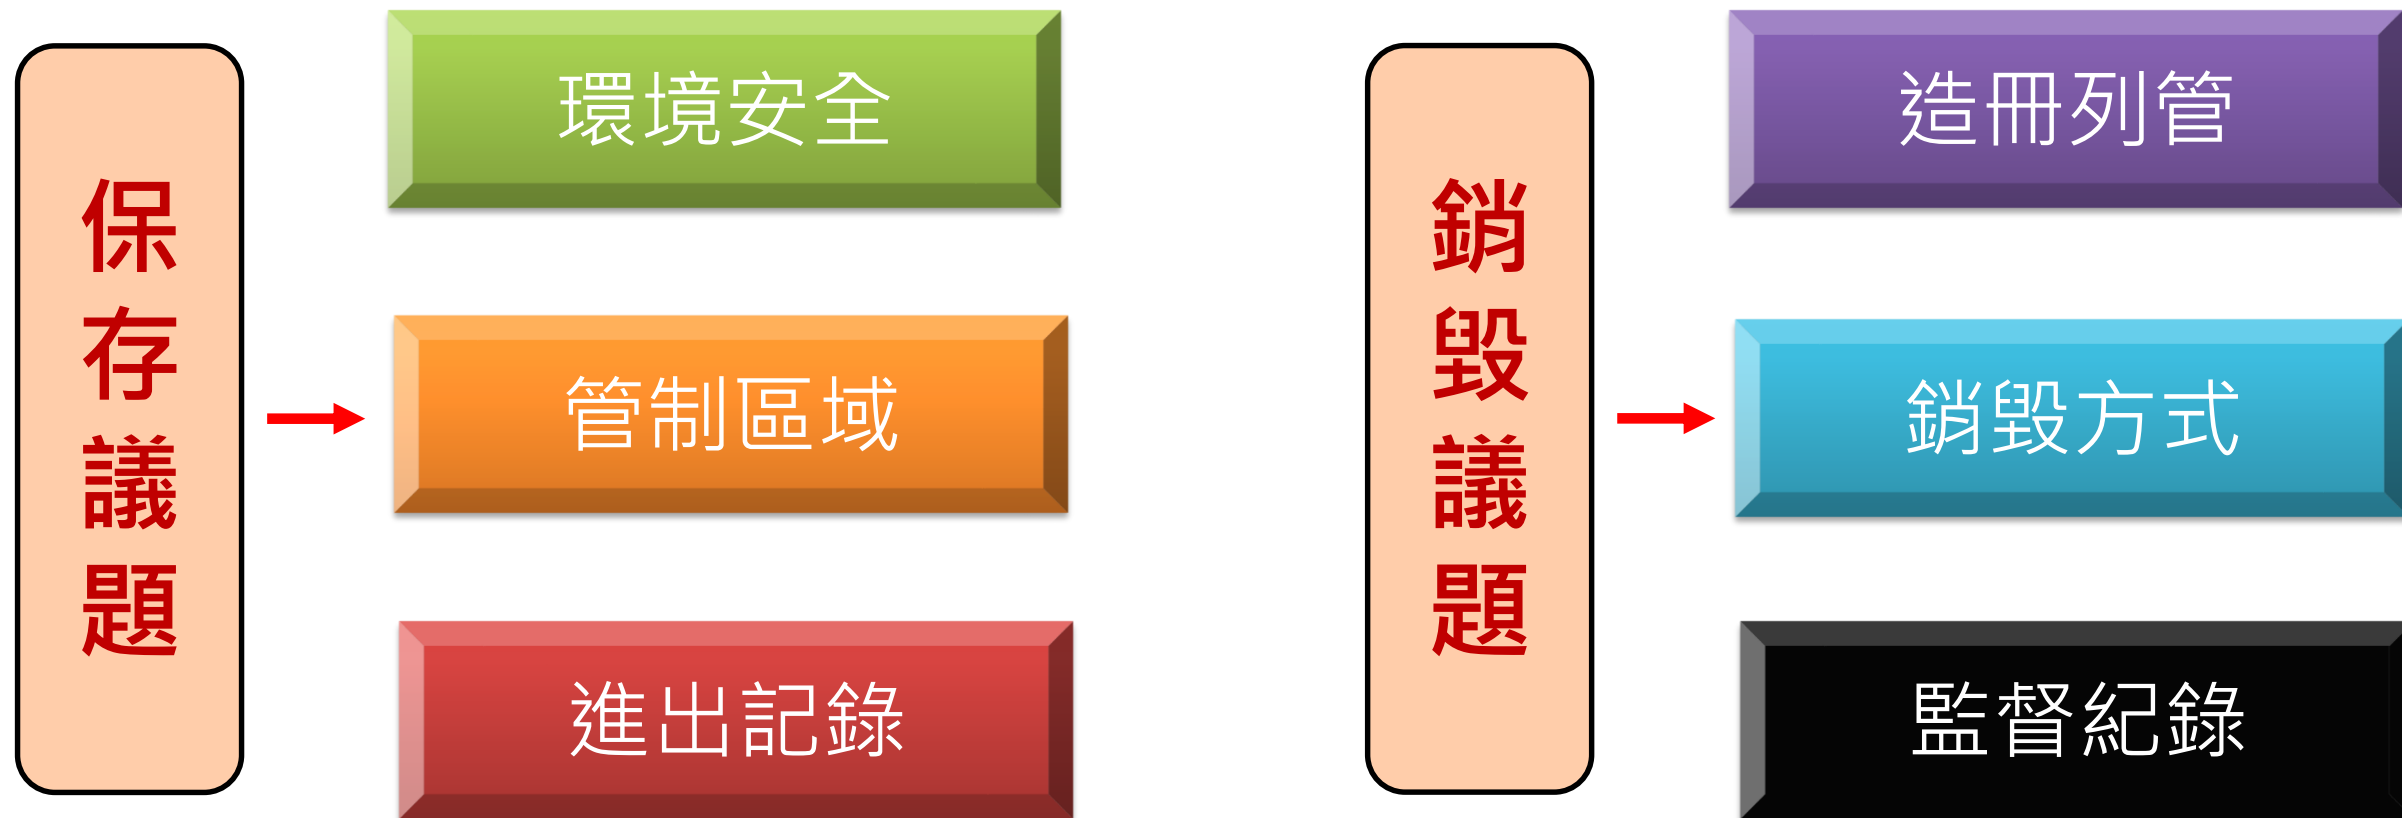 保存議題
環境安全
管制區域
進出記錄
銷毀議題
造冊列管
銷毀方式
監督紀錄